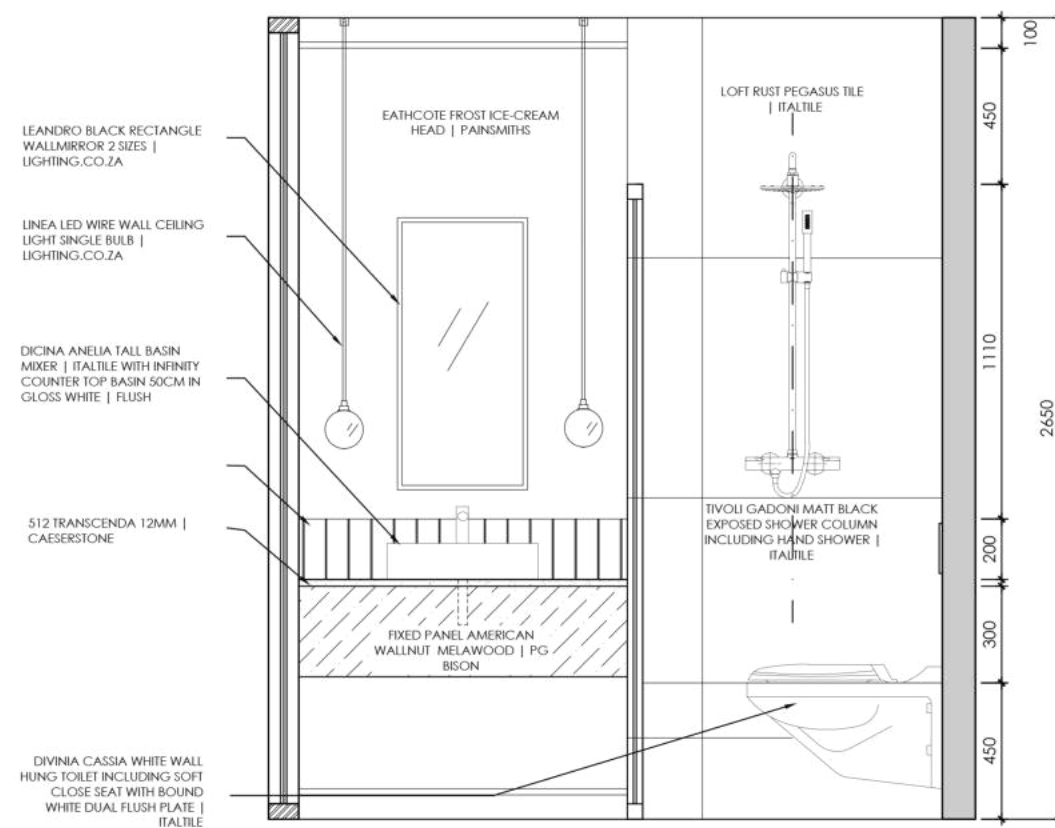 LEANDRO BLACK RECTANGLE
WALLMIRROR 2 SIZES |
LIGHTING.CO.ZA
LINEA LED WIRE WALL CEILING
LIGHT SINGLE BULB |
LIGHTING.CO.ZA
DICINA ANELIA TALL BASIN
MIXER | ITALTILE WITH INFINITY
COUNTER TOP BASIN 50CM IN
GLOSS WHITE | FLUSH
512 TRANSCENDA 12MM |
CAESERSTONE
DIVINIA CASSIA WHITE WALL
HUNG TOILET INCLUDING SOFT
CLOSE SEAT WITH BOUND
WHITE DUAL FLUSH PLATE |
ITALTILE
EATHCOTE FROST ICE-CREAM
HEAD | PAINSMITHS
FIXED PANEL AMERICAN
WALLNUT MELAWOOD | PG
BISON
LOFT RUST PEGASUS TILE
| ITALTILE
TIVOLI GADONI MATT BLACK
EXPOSED SHOWER COLUMN
INCLUDING HAND SHOWER |
ITALTILE
100
450
1110
200
300
450
2650